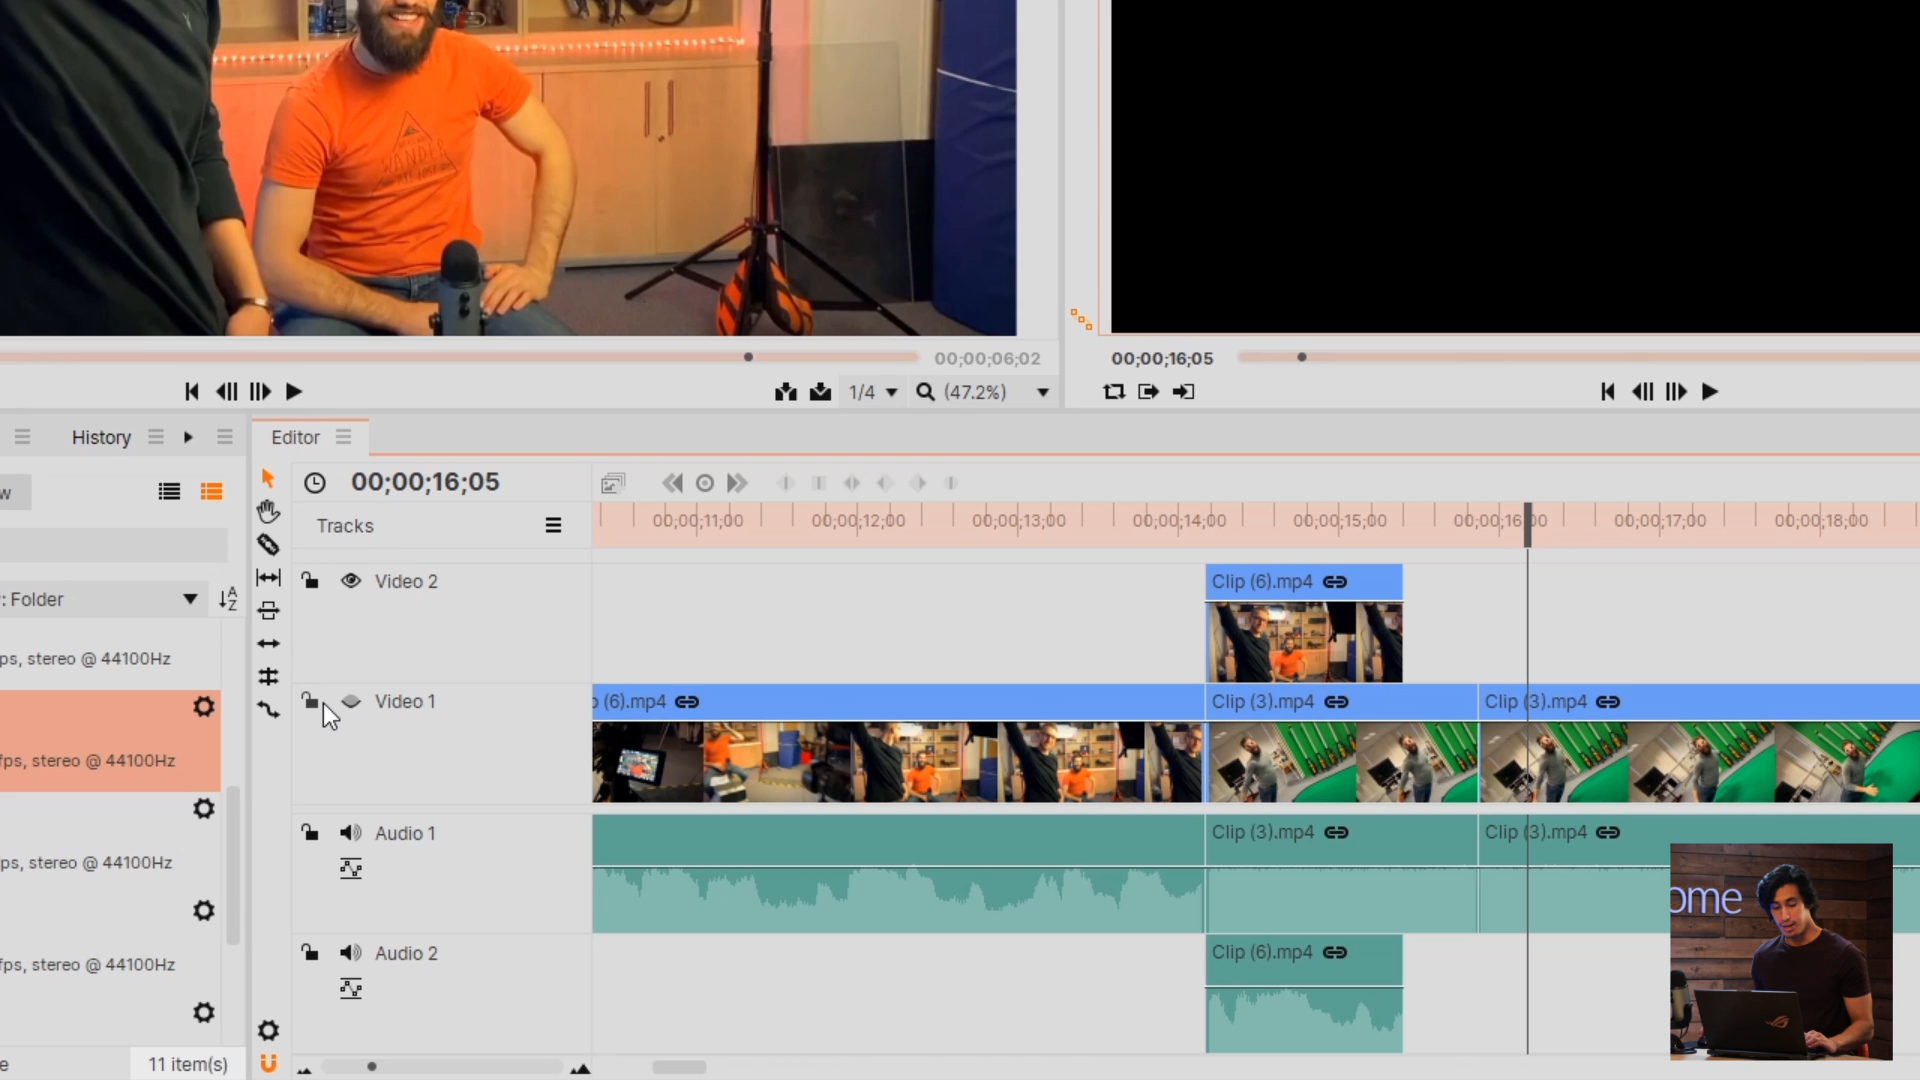 WANDER
00;00;06;02
1/4
(47.2%)
00;00;16;05
History
Editor
w
00;00;16;05
Tracks
00;00;11;00
00;00;12;00
00;00;13;00
00;00;14;00
00;00;15;00
00;00;16;00
00;00;17;00
00;00;18;00
: Folder
A
Z
Video 2
Clip (6).mp4
ps, stereo @ 44100Hz
Video 1
p (6).mp4
Clip (3).mp4
Clip (3).mp4
fps, stereo @ 44100Hz
Audio 1
Clip (3).mp4
Clip (3).mp4
ps, stereo @ 44100Hz
ome
Audio 2
Clip (6).mp4
fps, stereo @ 44100Hz
e
11 item(s)